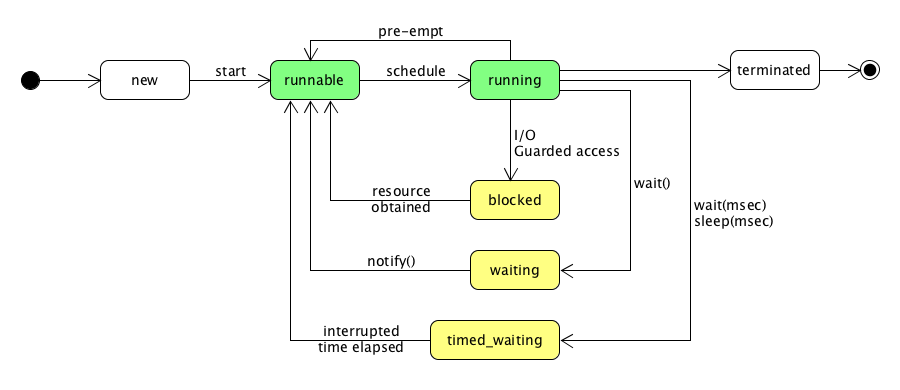 pre-empt
new
start
runnable
schedule
running
terminated
I/O
Guarded access
wait()
resource
obtained
blocked
wait(msec)
sleep(msec)
notify()
waiting
interrupted
time elapsed
timed_waiting